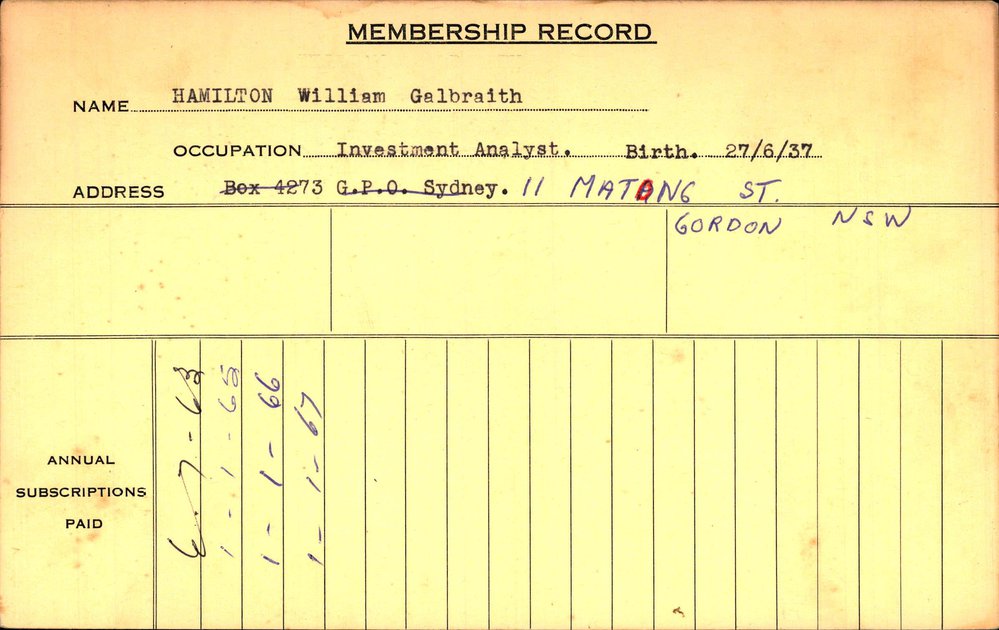 MEMBERSHIP RECORD
NAME HAMILTON William Galbraith
OCCUPATION Investment Analyst. Birth. 27/6/37
ADDRESS Box 4273 G.P.O. Sydney. 11 MATONG ST.
GORDON NSW
ANNUAL
SUBSCRIPTIONS
PAID
1-1-65
1-1-66
1-1-67